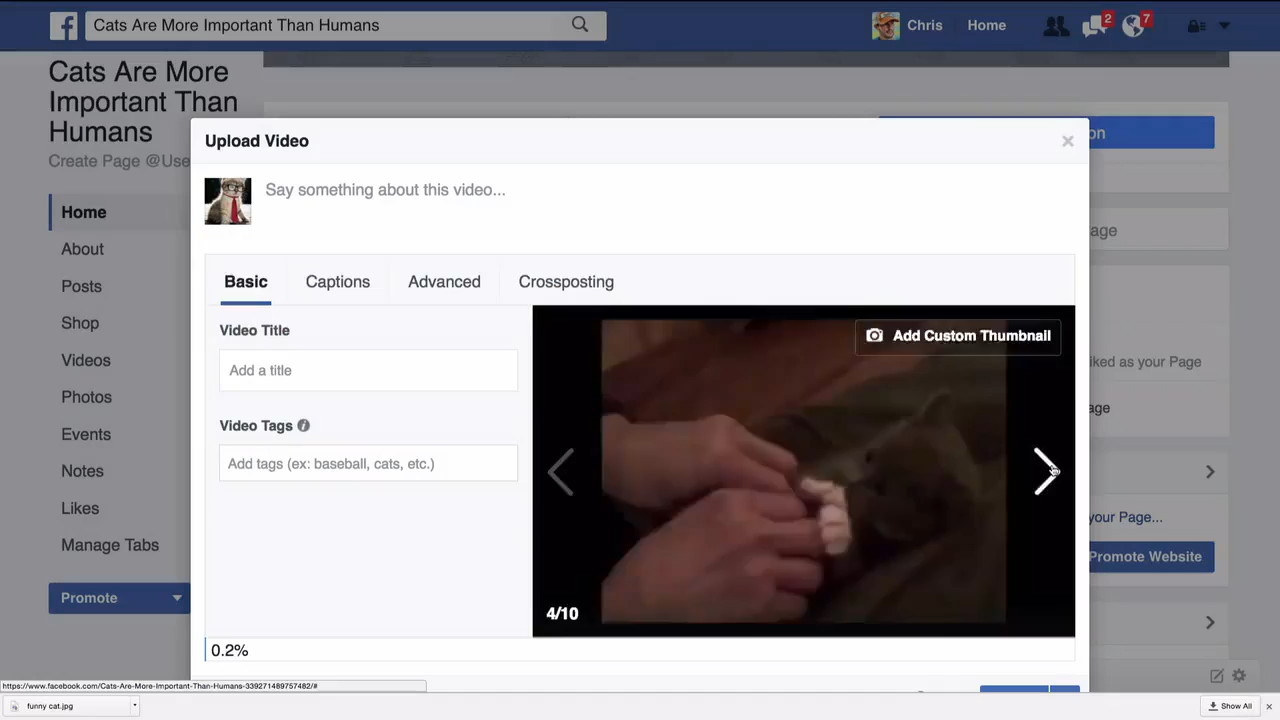 Cats Are More Important Than Humans
Chris
Home
2
7
Cats Are More
Important Than
Humans
Create Page @Use
on
Upload Video
×
Say something about this video...
age
Home
About
Posts
Shop
Videos
Photos
Events
Notes
Likes
Manage Tabs
Promote
Basic
Captions
Advanced
Crossposting
Video Title
Add a title
Video Tags
Add tags (ex: baseball, cats, etc.)
Add Custom Thumbnail
4/10
0.2%
iked as your Page
age
your Page...
Promote Website
https://www.facebook.com/Cats-Are-More-Important-Than-Humans-339271489757482/#
funny cat.jpg
Show All